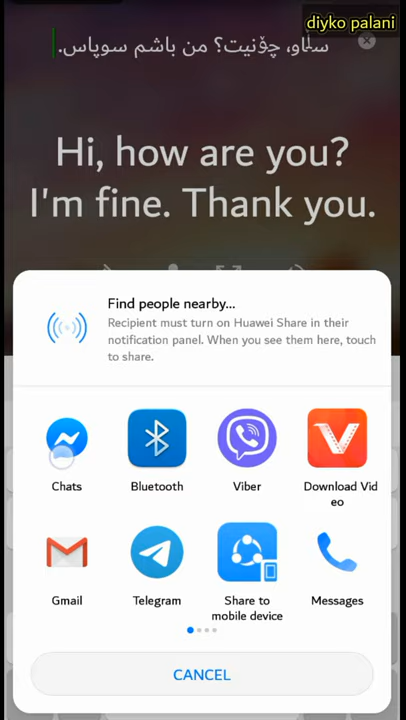 diyko palani
سڵاو، چۆنیت؟ من باشم سوپاس.
Hi, how are you?
I'm fine. Thank you.
Find people nearby...
Recipient must turn on Huawei Share in their
notification panel. When you see them here, touch
to share.
Chats
Bluetooth
Viber
Download Vid
eo
Gmail
Telegram
Share to
mobile device
Messages
CANCEL